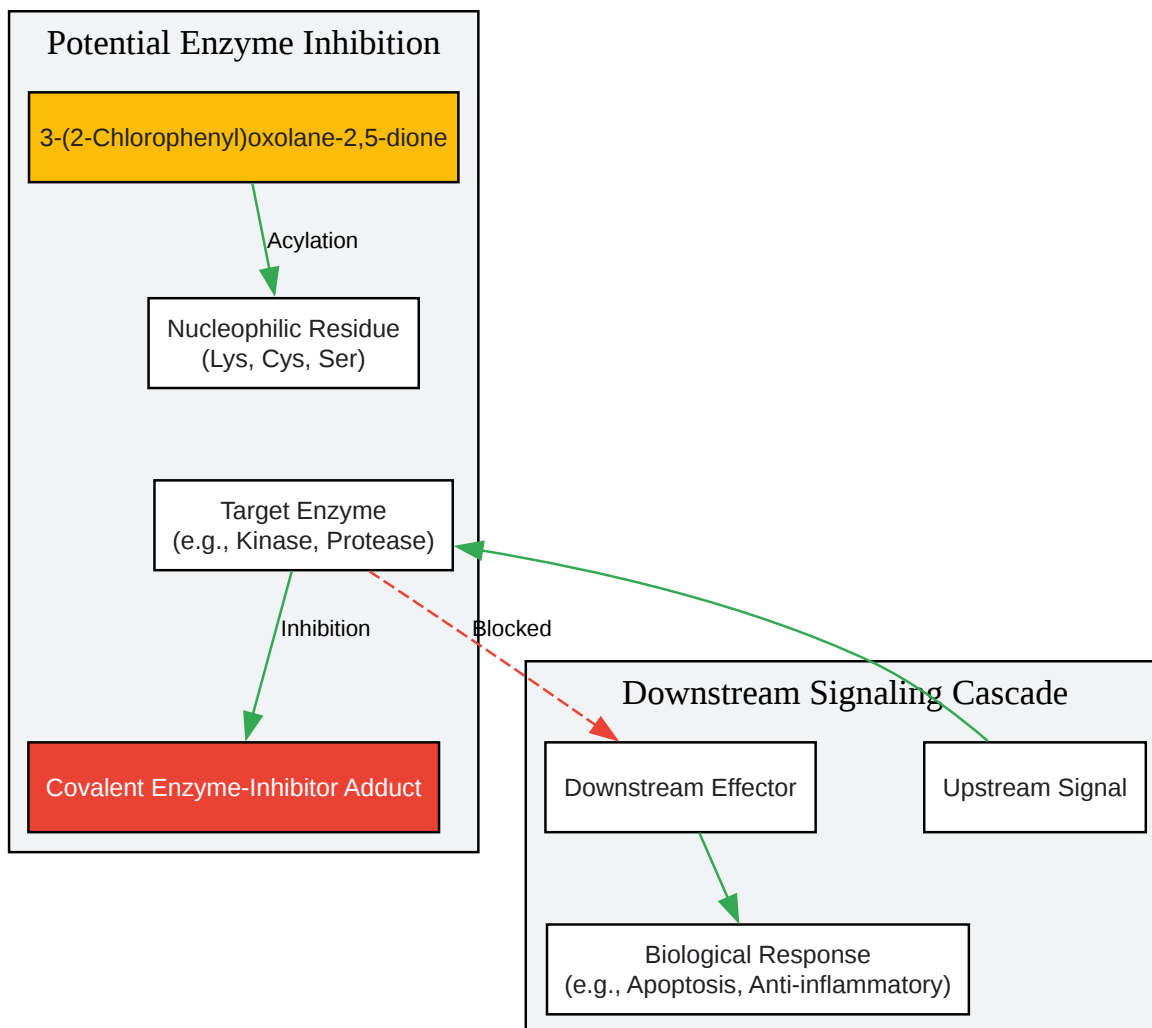 Potential Enzyme Inhibition
3-(2-Chlorophenyl)oxolane-2,5-dione
Acylation
Nucleophilic Residue
(Lys, Cys, Ser)
Target Enzyme
(e.g., Kinase, Protease)
Inhibition
Blocked
Covalent Enzyme-Inhibitor Adduct
Downstream Signaling Cascade
Downstream Effector
Upstream Signal
Biological Response
(e.g., Apoptosis, Anti-inflammatory)